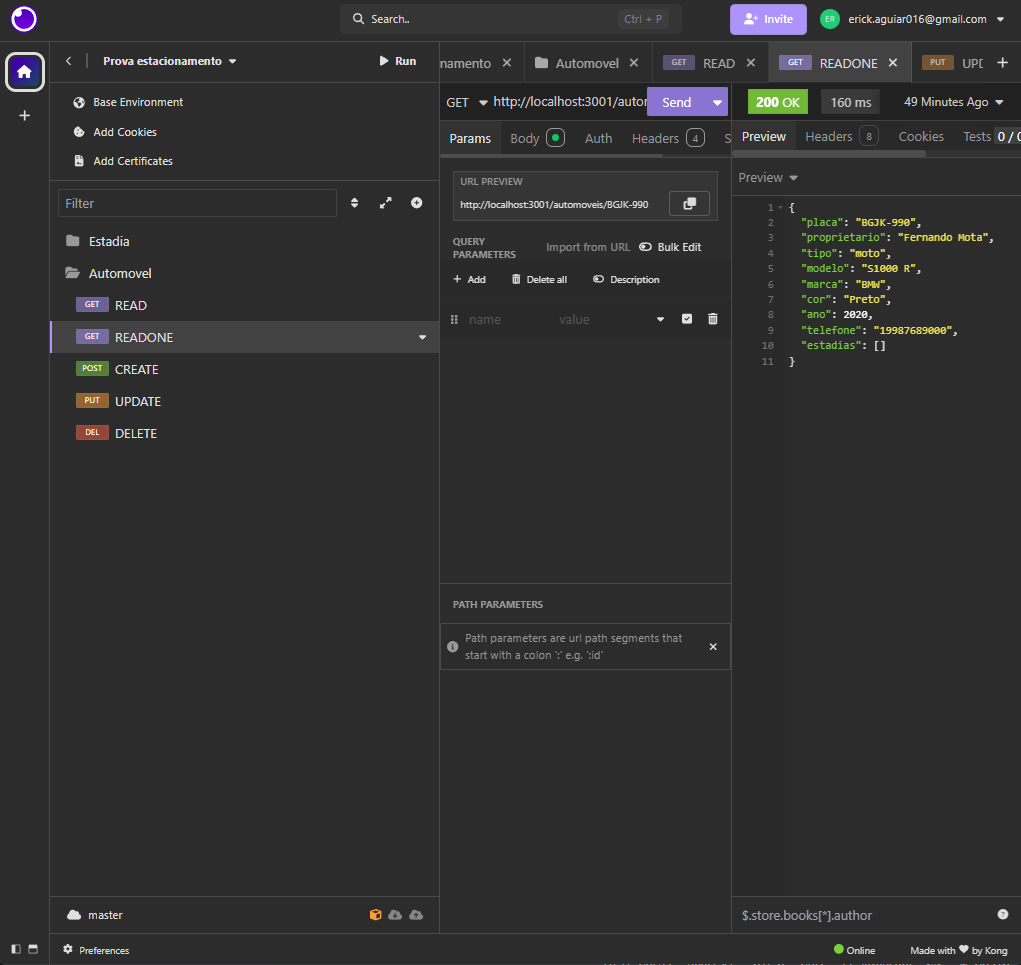 Search..
Ctrl + P
Invite
ER
erick.aguiar016@gmail.com
Prova estacionamento
Run
Base Environment
Add Cookies
Add Certificates
Filter
Estadia
Automovel
GET READ
GET READONE
POST CREATE
PUT UPDATE
DEL DELETE
master
Preferences
namento
Automovel
GET READ
GET READONE
PUT UPD
GET
http://localhost:3001/autor
Send
Params
Body
Auth
Headers 4
S
URL PREVIEW
http://localhost:3001/automoveis/BGJK-990
QUERY
PARAMETERS
Import from URL
Bulk Edit
Add
Delete all
Description
name
value
PATH PARAMETERS
Path parameters are url path segments that
start with a colon ':' e.g. ':id'
200 OK
160 ms
49 Minutes Ago
Preview
Headers 8
Cookies
Tests 0 / 0
Preview
1 {
2 "placa": "BGJK-990",
3 "proprietario": "Fernando Mota",
4 "tipo": "moto",
5 "modelo": "S1000 R",
6 "marca": "BMW",
7 "cor": "Preto",
8 "ano": 2020,
9 "telefone": "19987689000",
10 "estadias": []
11 }
$.store.books[*].author
Online
Made with ❤ by Kong